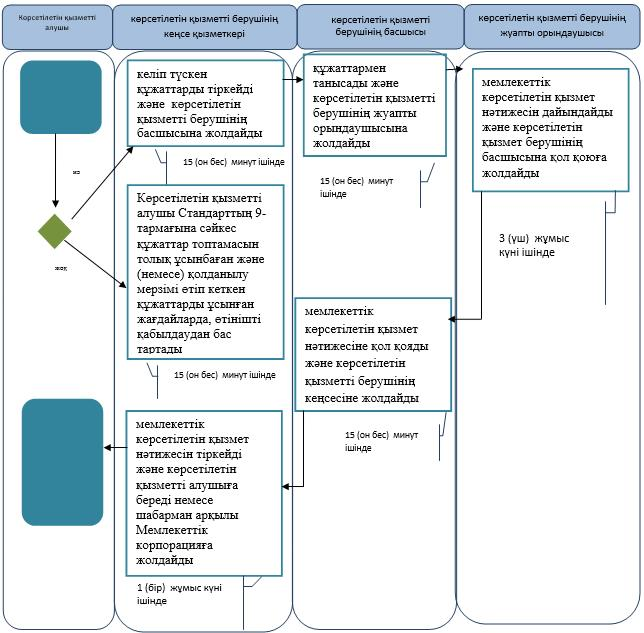 Көрсетілетін қызметті
алушы
көрсетілетін қызметті берушінің
кеңсе қызметкері
көрсетілетін қызметті
берушінің басшысы
көрсетілетін қызметті берушінің
жуапты орындаушысы
келіп түскен
құжаттарды тіркейді
және көрсетілетін
қызметті берушінің
басшысына жолдайды
15 (он бес) минут ішінде
құжаттармен
танысады және
көрсетілетін қызметті
берушінің жуапты
орындаушысына
жолдайды
15 (он бес) минут
ішінде
мемлекеттік
көрсетілетін қызмет
нәтижесін дайындайды
және көрсетілетін
қызмет берушінің
басшысына қол қоюға
жолдайды
3 (үш) жұмыс
күні ішінде
жоқ
Көрсетілетін қызметті
алушы Стандарттың 9-
тармағына сәйкес
құжаттар топтамасын
толық ұсынбаған және
(немесе) қолданылу
мерзімі өтіп кеткен
құжаттарды ұсынған
жағдайларда, өтінішті
қабылдаудан бас
тартады
15 (он бес) минут ішінде
мемлекеттік
көрсетілетін қызмет
нәтижесіне қол қояды
және көрсетілетін
қызметті берушінің
кеңсесіне жолдайды
15 (он бес) минут
ішінде
мемлекеттік
көрсетілетін қызмет
нәтижесін тіркейді
және көрсетілетін
қызметті алушыға
береді немесе
шабарман арқылы
Мемлекеттік
корпорацияға
жолдайды
1 (бір) жұмыс күні
ішінде